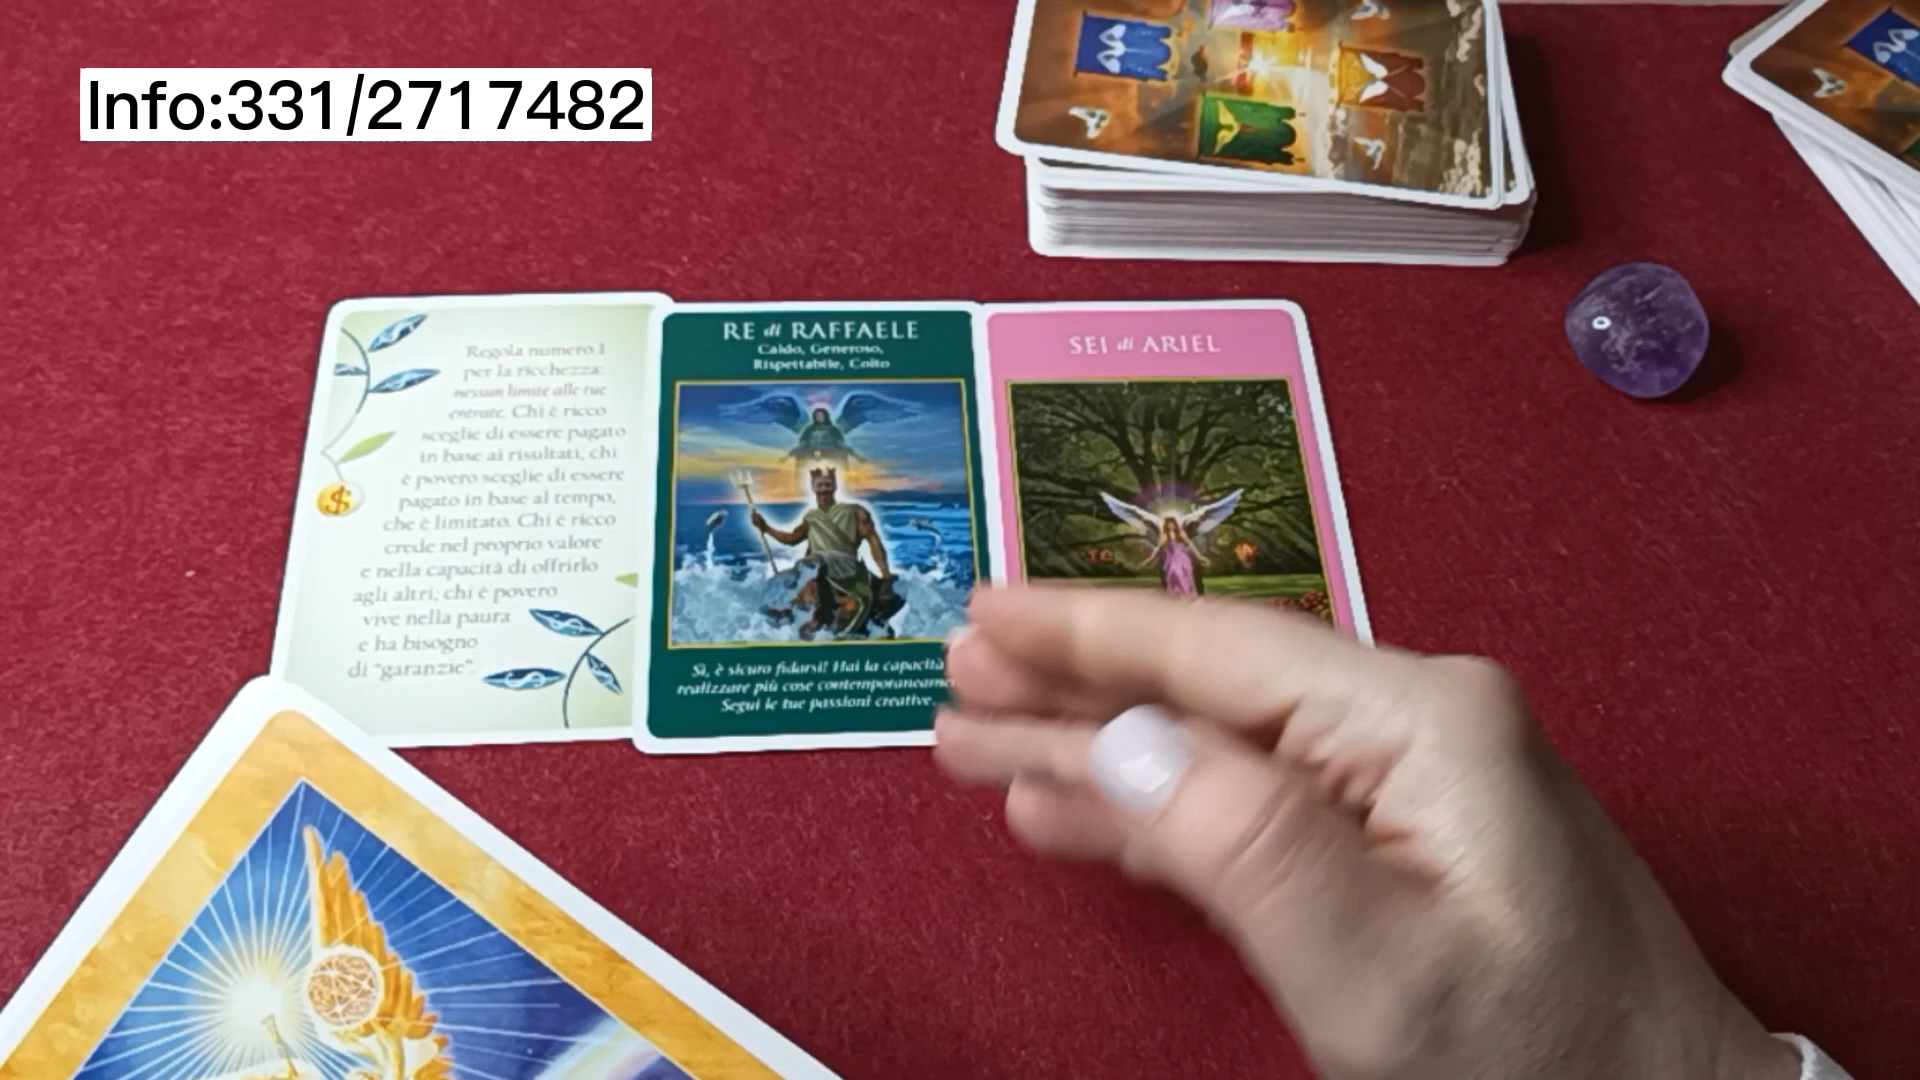 Info:331/2717482
Regola numero 1
per la ricchezza:
nessun limite alle tue
entrate. Chi è ricco
sceglie di essere pagato
in base ai risultati; chi
è povero sceglie di essere
pagato in base al tempo,
che è limitato. Chi è ricco
crede nel proprio valore
e nella capacità di offrirlo
agli altri; chi è povero
vive nella paura
e ha bisogno
di "garanzie".
RE di RAFFAELE
Caldo, Generoso,
Rispettabile, Colto
Sì, è sicuro fidarsi! Hai la capacità
realizzare più cose
Segui le tue passioni creative.
SEI di ARIEL